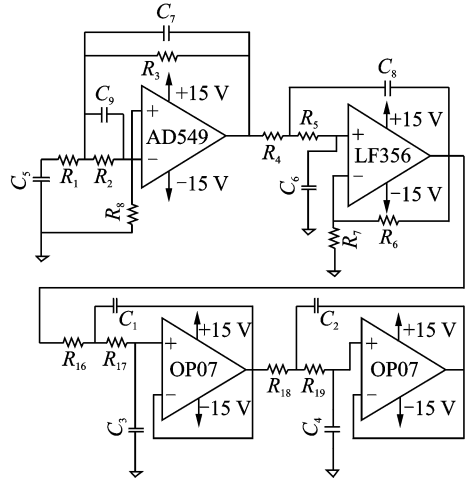 C7
R3
+15 V
C9
AD549
−15 V
R1
R2
C5
R8
R4
R5
C8
+15 V
LF356
−15 V
C6
R7
R6
C1
+15 V
R16
R17
OP07
−15 V
C3
C2
+15 V
R18
R19
OP07
−15 V
C4